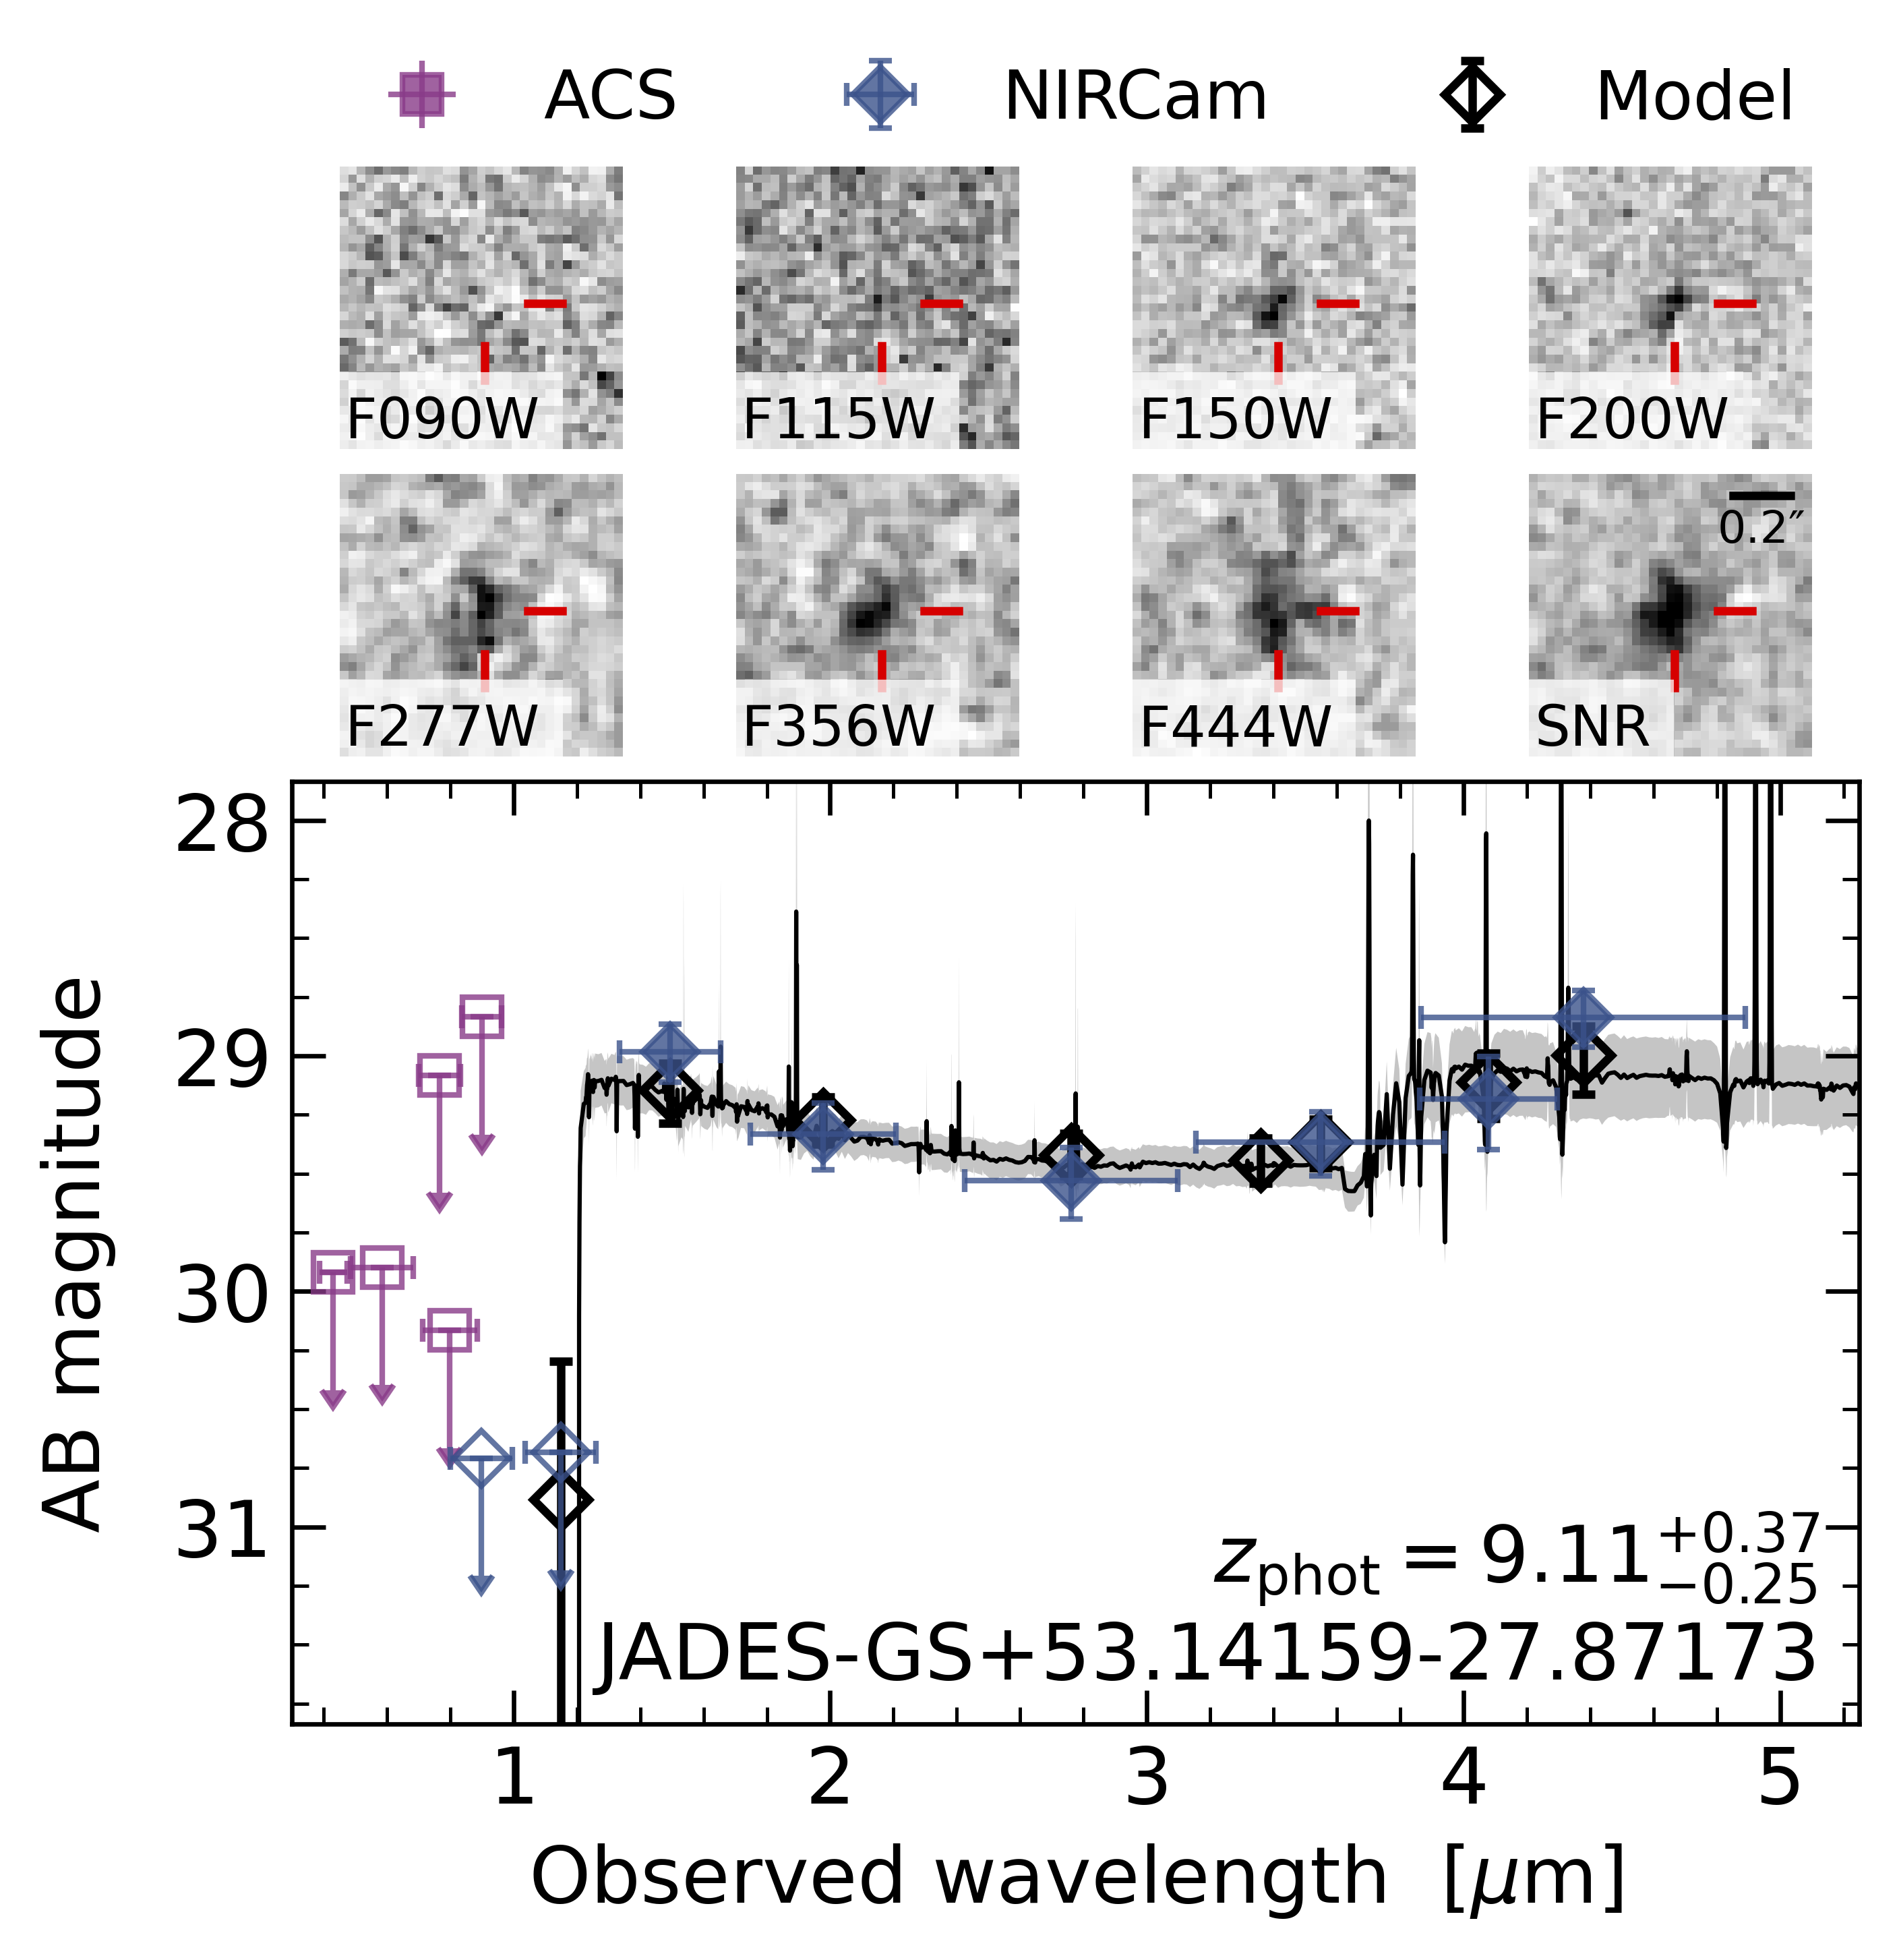 ACS NIRCam Model
F090W F115W F150W F200W
0.2″
F277W F356W F444W SNR
28
29
30
31
AB magnitude
z_phot = 9.11 +0.37 −0.25
JADES-GS+53.14159-27.87173
1 2 3 4 5
Observed wavelength [μm]